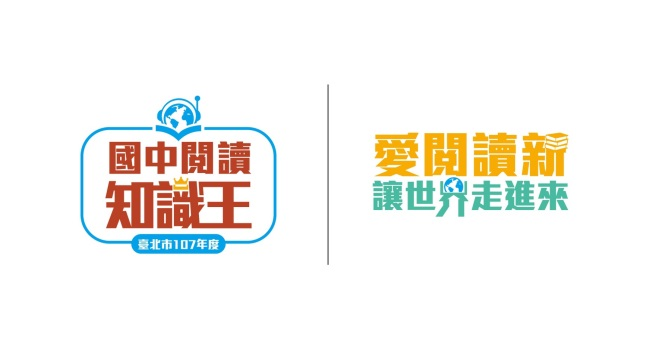 國中閱讀
知識王
臺北市107年度
愛閱讀新
讓世界走進來